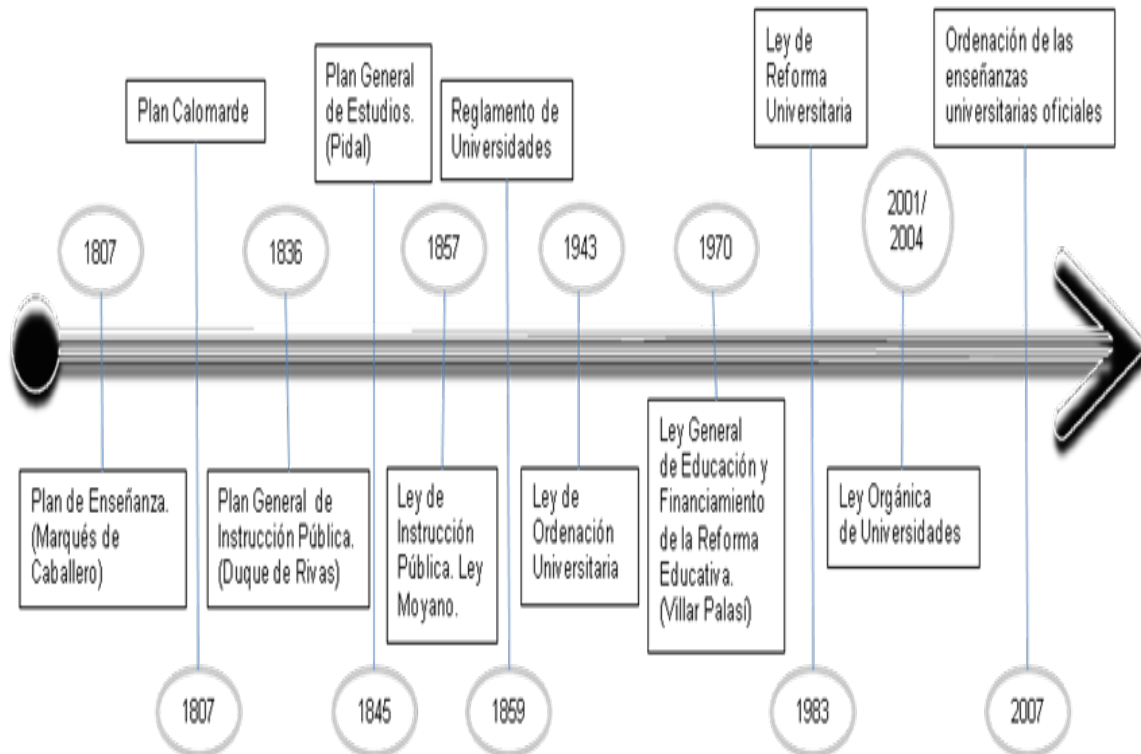 Plan Calomarde
Plan General
de Estudios.
(Pidal)
Reglamento de
Universidades
Ley de
Reforma
Universitaria
Ordenación de las
enseñanzas
universitarias oficiales
1807
1836
1857
1943
1970
2001/
2004
Plan de Enseñanza.
(Marqués de
Caballero)
Plan General de
Instrucción Pública.
(Duque de Rivas)
Ley de
Instrucción
Pública. Ley
Moyano.
Ley de
Ordenación
Universitaria
Ley General
de Educación y
Financiamiento
de la Reforma
Educativa.
(Villar Palasí)
Ley Orgánica
de Universidades
1807
1845
1859
1983
2007